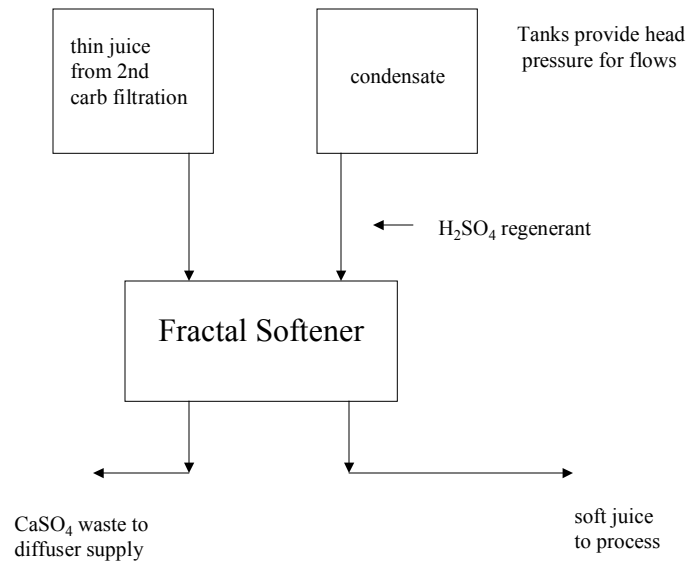 thin juice
from 2nd
carb filtration
condensate
Tanks provide head
pressure for flows
H₂SO₄ regenerant
Fractal Softener
CaSO₄ waste to
diffuser supply
soft juice
to process